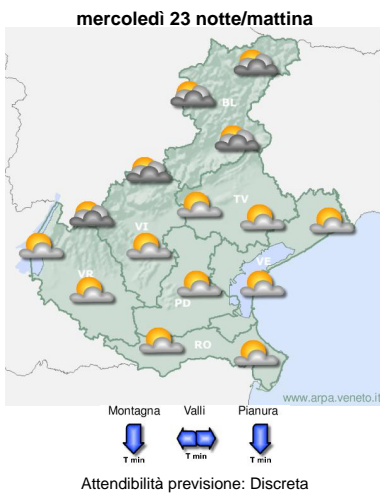 mercoledì 23 notte/mattina
BL
TV
VI
VE
VR
PD
RO
www.arpa.veneto.it
Montagna Valli Pianura
T min T min T min
Attendibilità previsione: Discreta